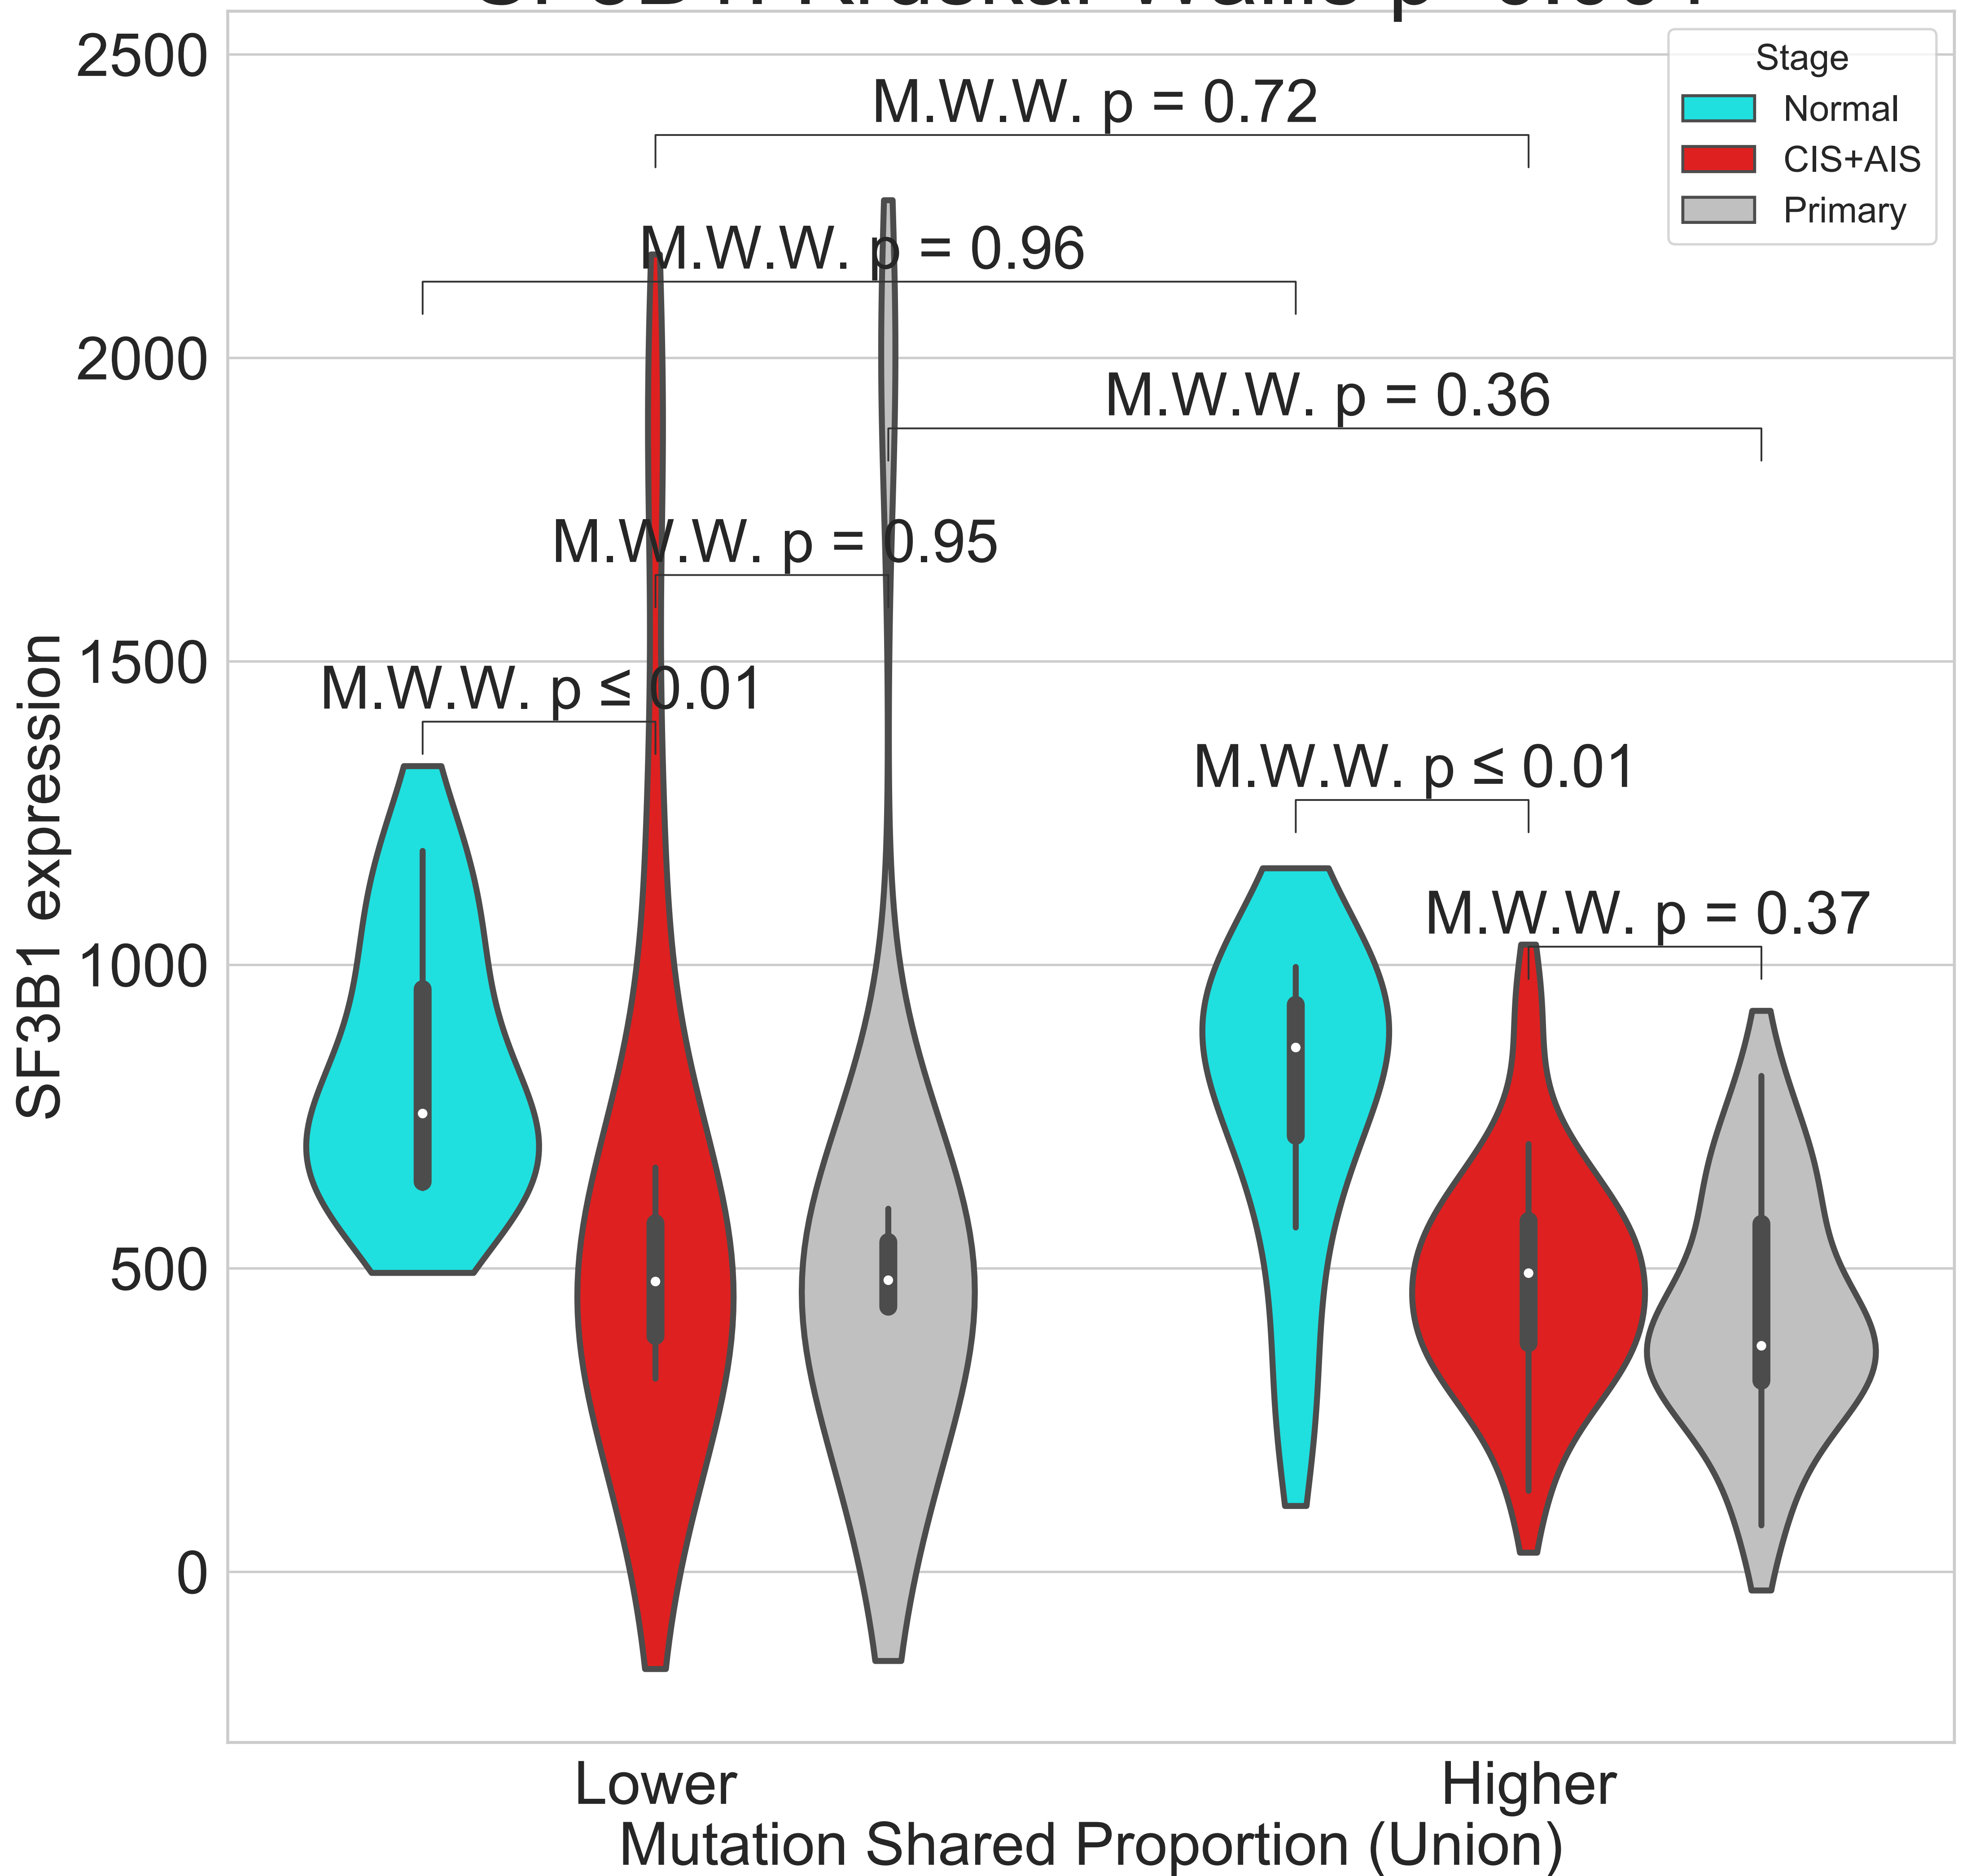 Stage
Normal
CIS+AIS
Primary
2500
2000
1500
1000
500
0
SF3B1 expression
M.W.W. p = 0.72
M.W.W. p = 0.96
M.W.W. p = 0.36
M.W.W. p = 0.95
M.W.W. p ≤ 0.01
M.W.W. p ≤ 0.01
M.W.W. p = 0.37
Lower
Higher
Mutation Shared Proportion (Union)